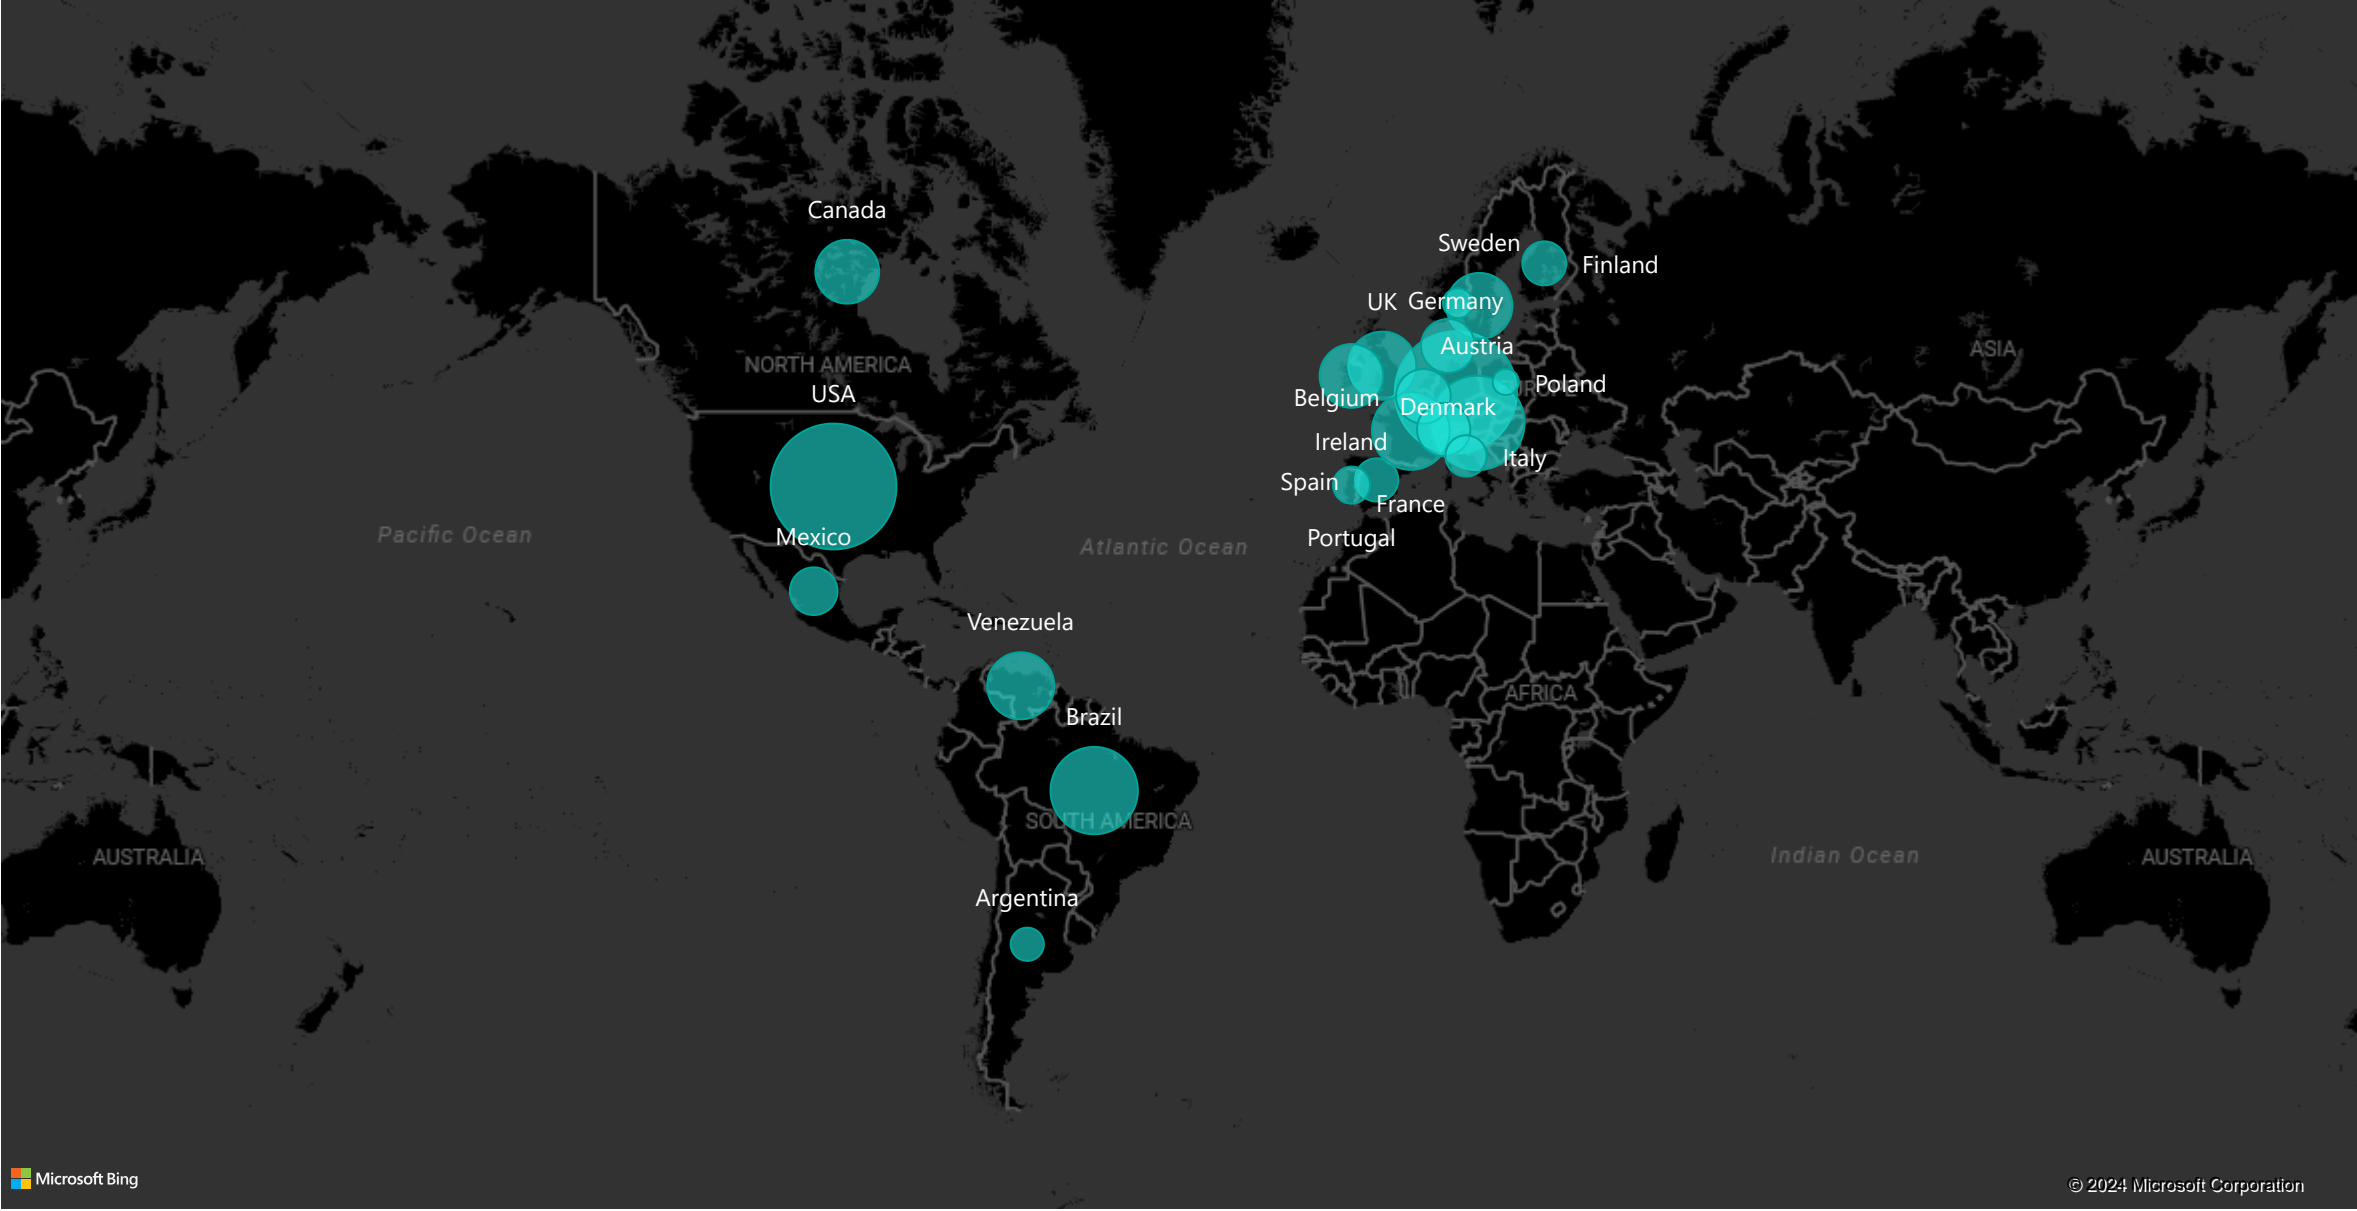 Canada
Sweden
Finland
UK
Germany
NORTH AMERICA
Austria
ASIA
USA
Poland
EUROPE
Belgium
Denmark
Ireland
Italy
Spain
France
Pacific Ocean
Mexico
Portugal
Atlantic Ocean
Venezuela
AFRICA
Brazil
SOUTH AMERICA
AUSTRALIA
Indian Ocean
AUSTRALIA
Argentina
Microsoft Bing
© 2024 Microsoft Corporation